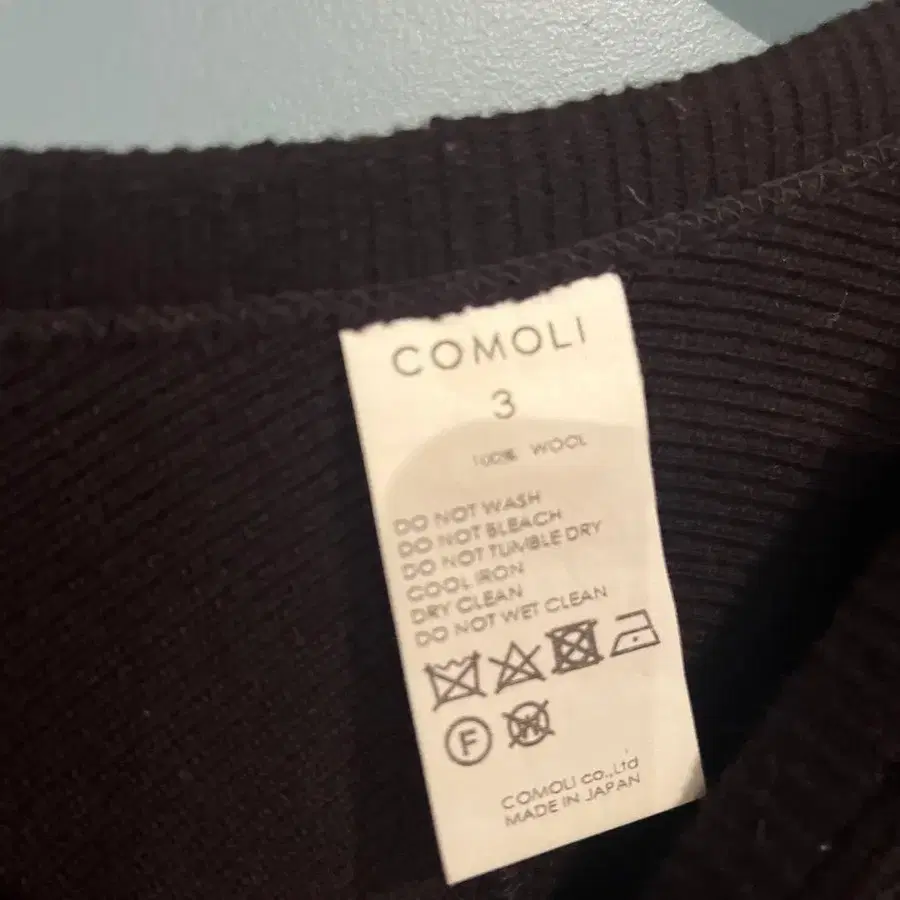 COMOLI
3
100% WOOL
DO NOT WASH
DO NOT BLEACH
DO NOT TUMBLE DRY
COOL IRON
DRY CLEAN
DO NOT WET CLEAN
F W
COMOLI co.,Ltd
MADE IN JAPAN